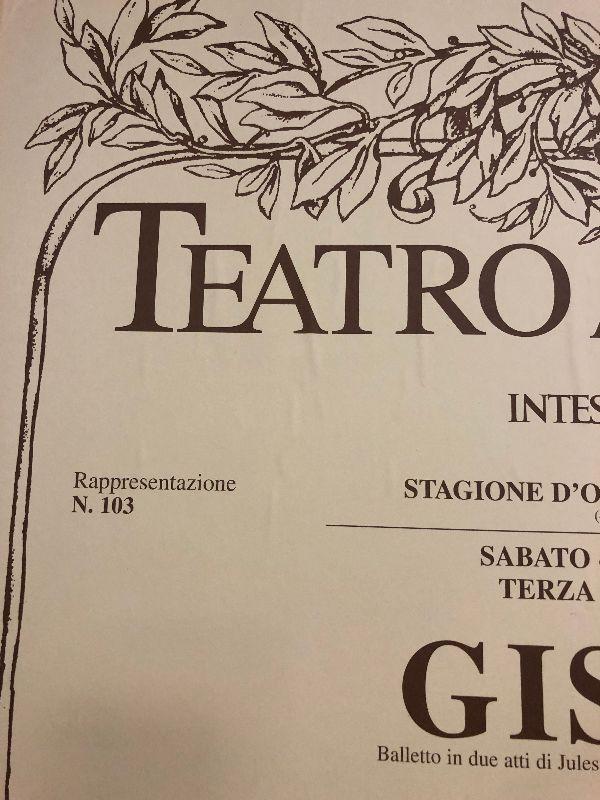 TEATRO
INTES
Rappresentazione
N. 103
STAGIONE D'O
SABATO
TERZA
GIS
Balletto in due atti di Jules